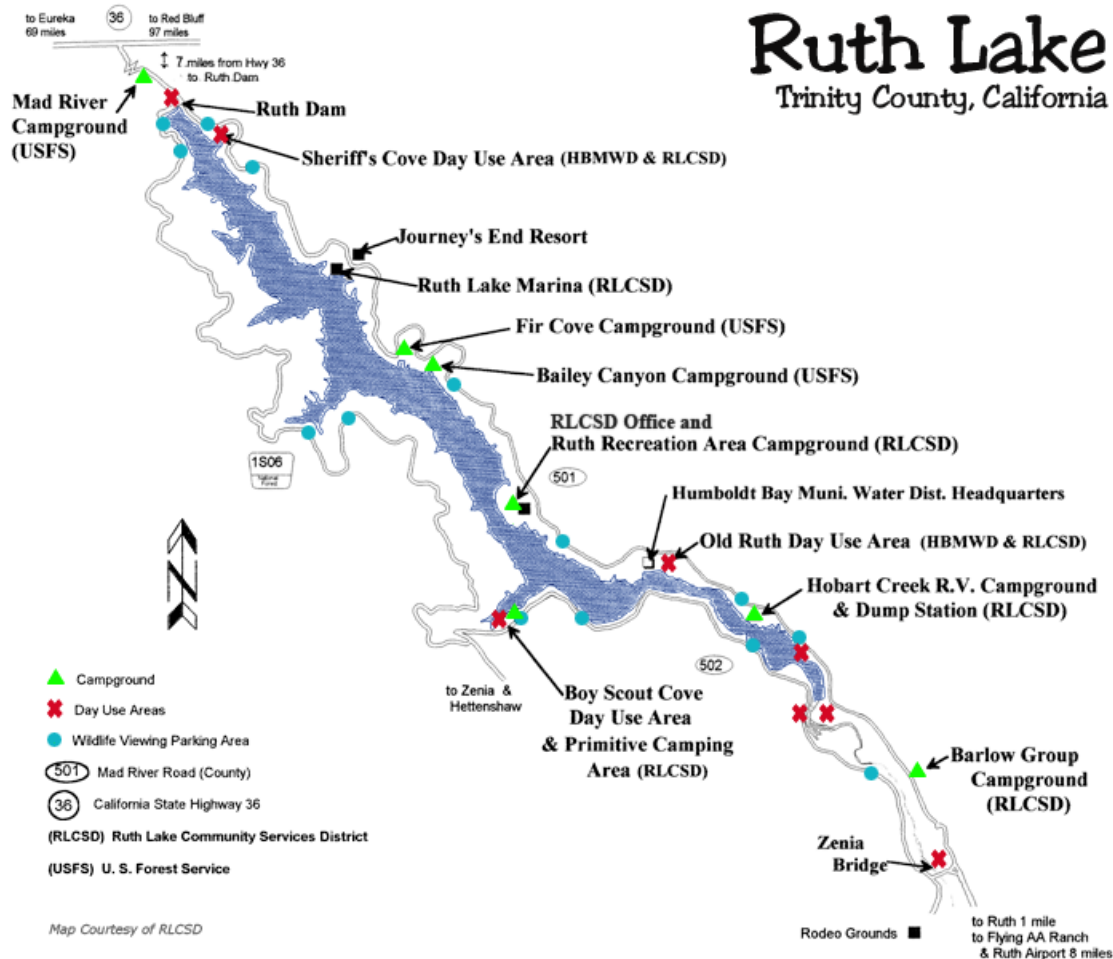 Ruth Lake
Trinity County, California
to Eureka
69 miles
36
to Red Bluff
97 miles
7 miles from Hwy 36
to Ruth Dam
Mad River
Campground
(USFS)
Ruth Dam
Sheriff's Cove Day Use Area (HBMWD & RLCSD)
Journey's End Resort
Ruth Lake Marina (RLCSD)
Fir Cove Campground (USFS)
Bailey Canyon Campground (USFS)
RLCSD Office and
Ruth Recreation Area Campground (RLCSD)
1S06
National
Forest
501
Humboldt Bay Muni. Water Dist. Headquarters
Old Ruth Day Use Area (HBMWD & RLCSD)
Hobart Creek R.V. Campground
& Dump Station (RLCSD)
N
502
to Zenia &
Hettenshaw
Boy Scout Cove
Day Use Area
& Primitive Camping
Area (RLCSD)
Barlow Group
Campground
(RLCSD)
Zenia
Bridge
Campground
Day Use Areas
Wildlife Viewing Parking Area
501 Mad River Road (County)
36 California State Highway 36
(RLCSD) Ruth Lake Community Services District
(USFS) U. S. Forest Service
Map Courtesy of RLCSD
Rodeo Grounds
to Ruth 1 mile
to Flying AA Ranch
& Ruth Airport 8 miles